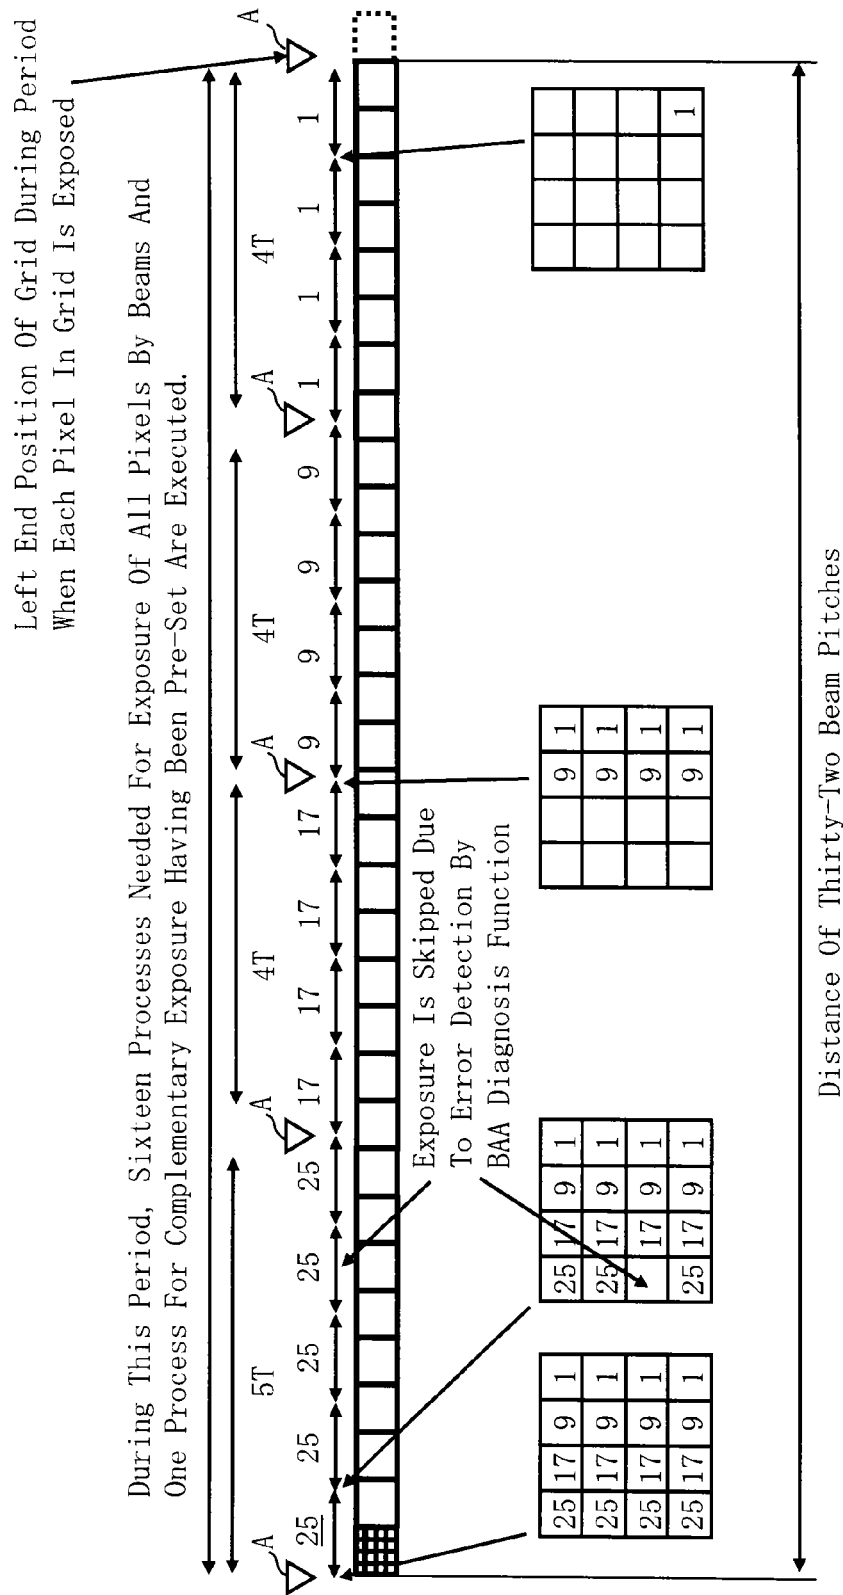 Left End Position Of Grid During Period
When Each Pixel In Grid Is Exposed
During This Period, Sixteen Processes Needed For Exposure Of All Pixels By Beams And
One Process For Complementary Exposure Having Been Pre-Set Are Executed.
5T 4T 4T 4T
A A A A A
25 25 25 25 25 17 17 17 17 9 9 9 9 1 1 1 1
Exposure Is Skipped Due
To Error Detection By
BAA Diagnosis Function
25 17 9 1
25 17 9 1
25 17 9 1
25 17 9 1
25 17 9 1
25 17 9 1
17 9 1
25 17 9 1
9 1
9 1
9 1
9 1
1
Distance Of Thirty-Two Beam Pitches